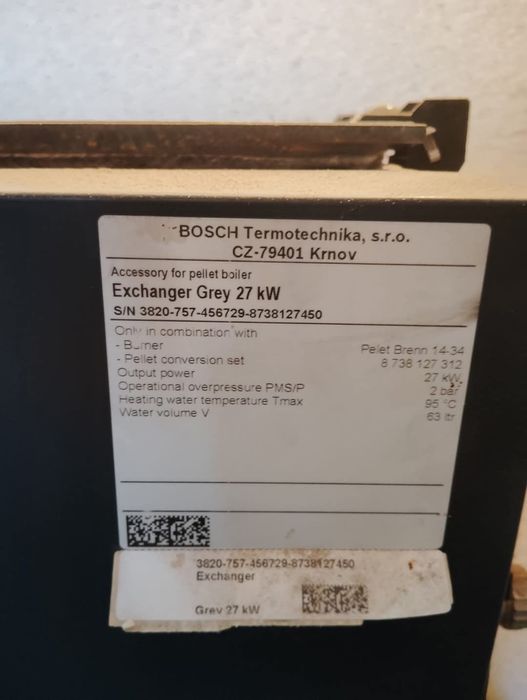 BOSCH Termotechnika, s.r.o.
CZ-79401 Krnov
Accessory for pellet boiler
Exchanger Grey 27 kW
S/N 3820-757-456729-8738127450
Only in combination with
- Burner Pelet Brenn 14-34
- Pellet conversion set 8 738 127 312
Output power 27 kW
Operational overpressure PMS/P 2 bar
Heating water temperature Tmax 95 °C
Water volume V 63 ltr
3820-757-456729-8738127450
Exchanger
Grey 27 kW